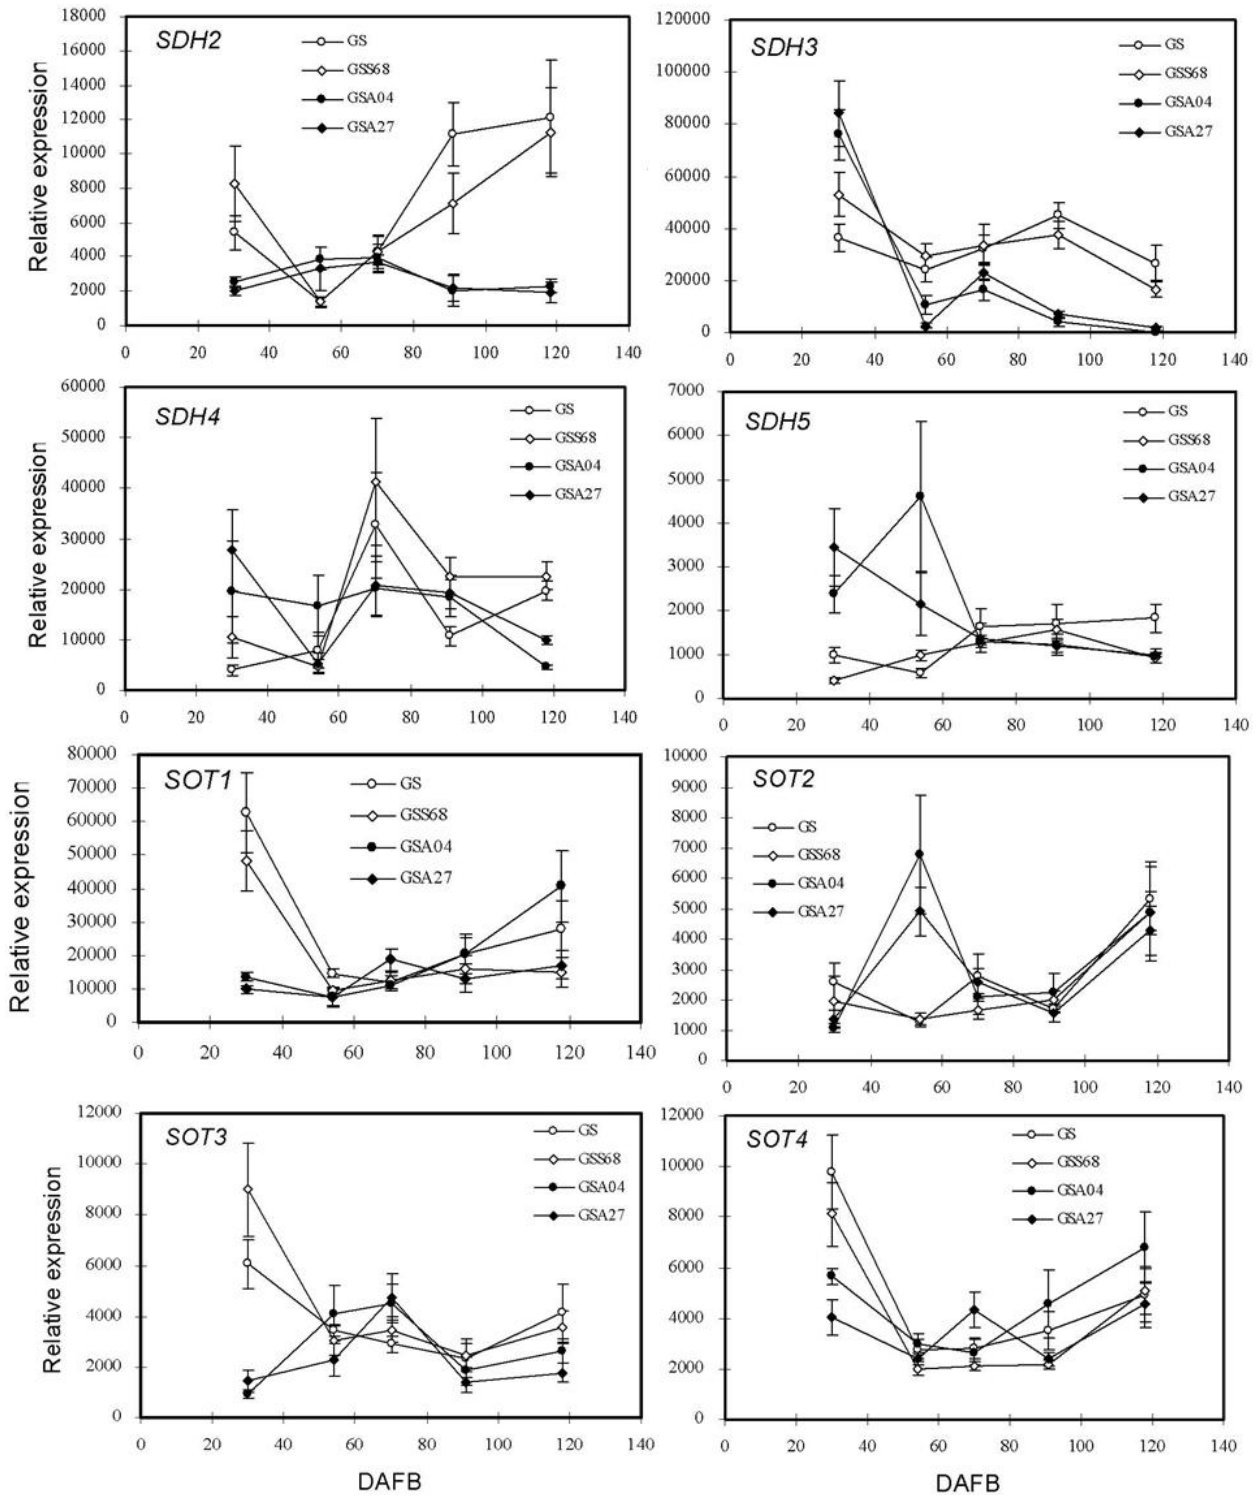 SDH2
GS
GSS68
GSA04
GSA27
Relative expression
18000
16000
14000
12000
10000
8000
6000
4000
2000
0
0 20 40 60 80 100 120 140
SDH3
GS
GSS68
GSA04
GSA27
120000
100000
80000
60000
40000
20000
0
0 20 40 60 80 100 120 140
SDH4
GS
GSS68
GSA04
GSA27
Relative expression
60000
50000
40000
30000
20000
10000
0
0 20 40 60 80 100 120 140
SDH5
GS
GSS68
GSA04
GSA27
7000
6000
5000
4000
3000
2000
1000
0
0 20 40 60 80 100 120 140
SOT1
GS
GSS68
GSA04
GSA27
Relative expression
80000
70000
60000
50000
40000
30000
20000
10000
0
0 20 40 60 80 100 120 140
SOT2
GS
GSS68
GSA04
GSA27
10000
9000
8000
7000
6000
5000
4000
3000
2000
1000
0
0 20 40 60 80 100 120 140
SOT3
GS
GSS68
GSA04
GSA27
Relative expression
12000
10000
8000
6000
4000
2000
0
0 20 40 60 80 100 120 140
DAFB
SOT4
GS
GSS68
GSA04
GSA27
12000
10000
8000
6000
4000
2000
0
0 20 40 60 80 100 120 140
DAFB